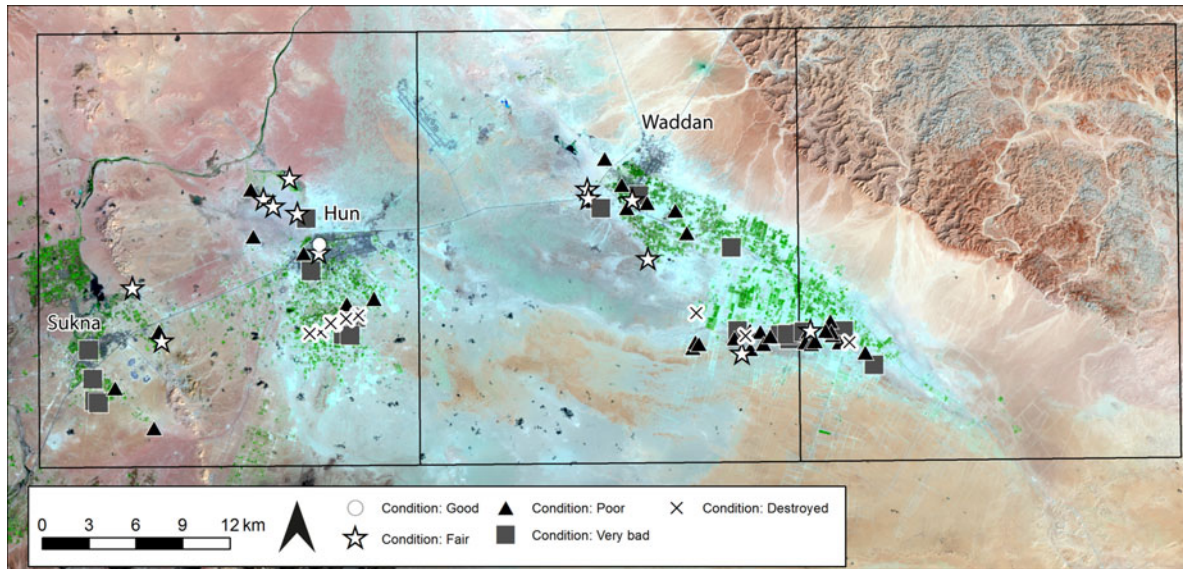 Waddan
Hun
Sukna
0 3 6 9 12 km
Condition: Good
Condition: Poor
Condition: Destroyed
Condition: Fair
Condition: Very bad